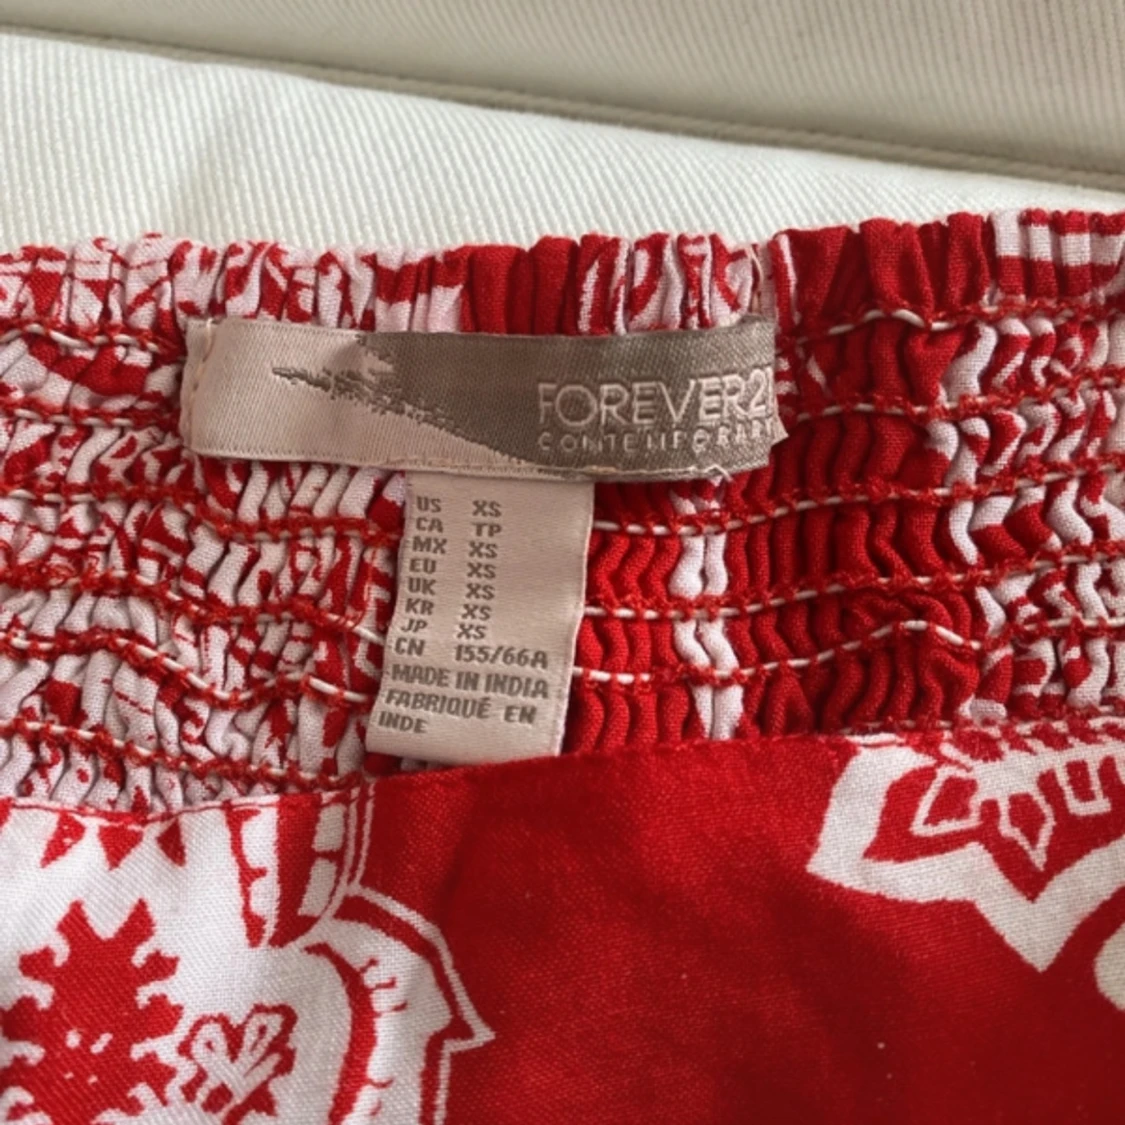 FOREVER21
CONTEMPORARY
US XS
CA TP
MX XS
EU XS
UK XS
KR XS
JP XS
CN 155/66A
MADE IN INDIA
FABRIQUÉ EN
INDE